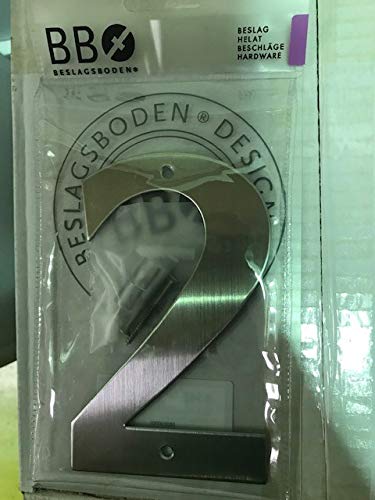 BB
BESLAGSBODEN®
BESLAG
HELAT
BESCHLÄGE
HARDWARE
BESLAGSBODEN® DESIGN
2